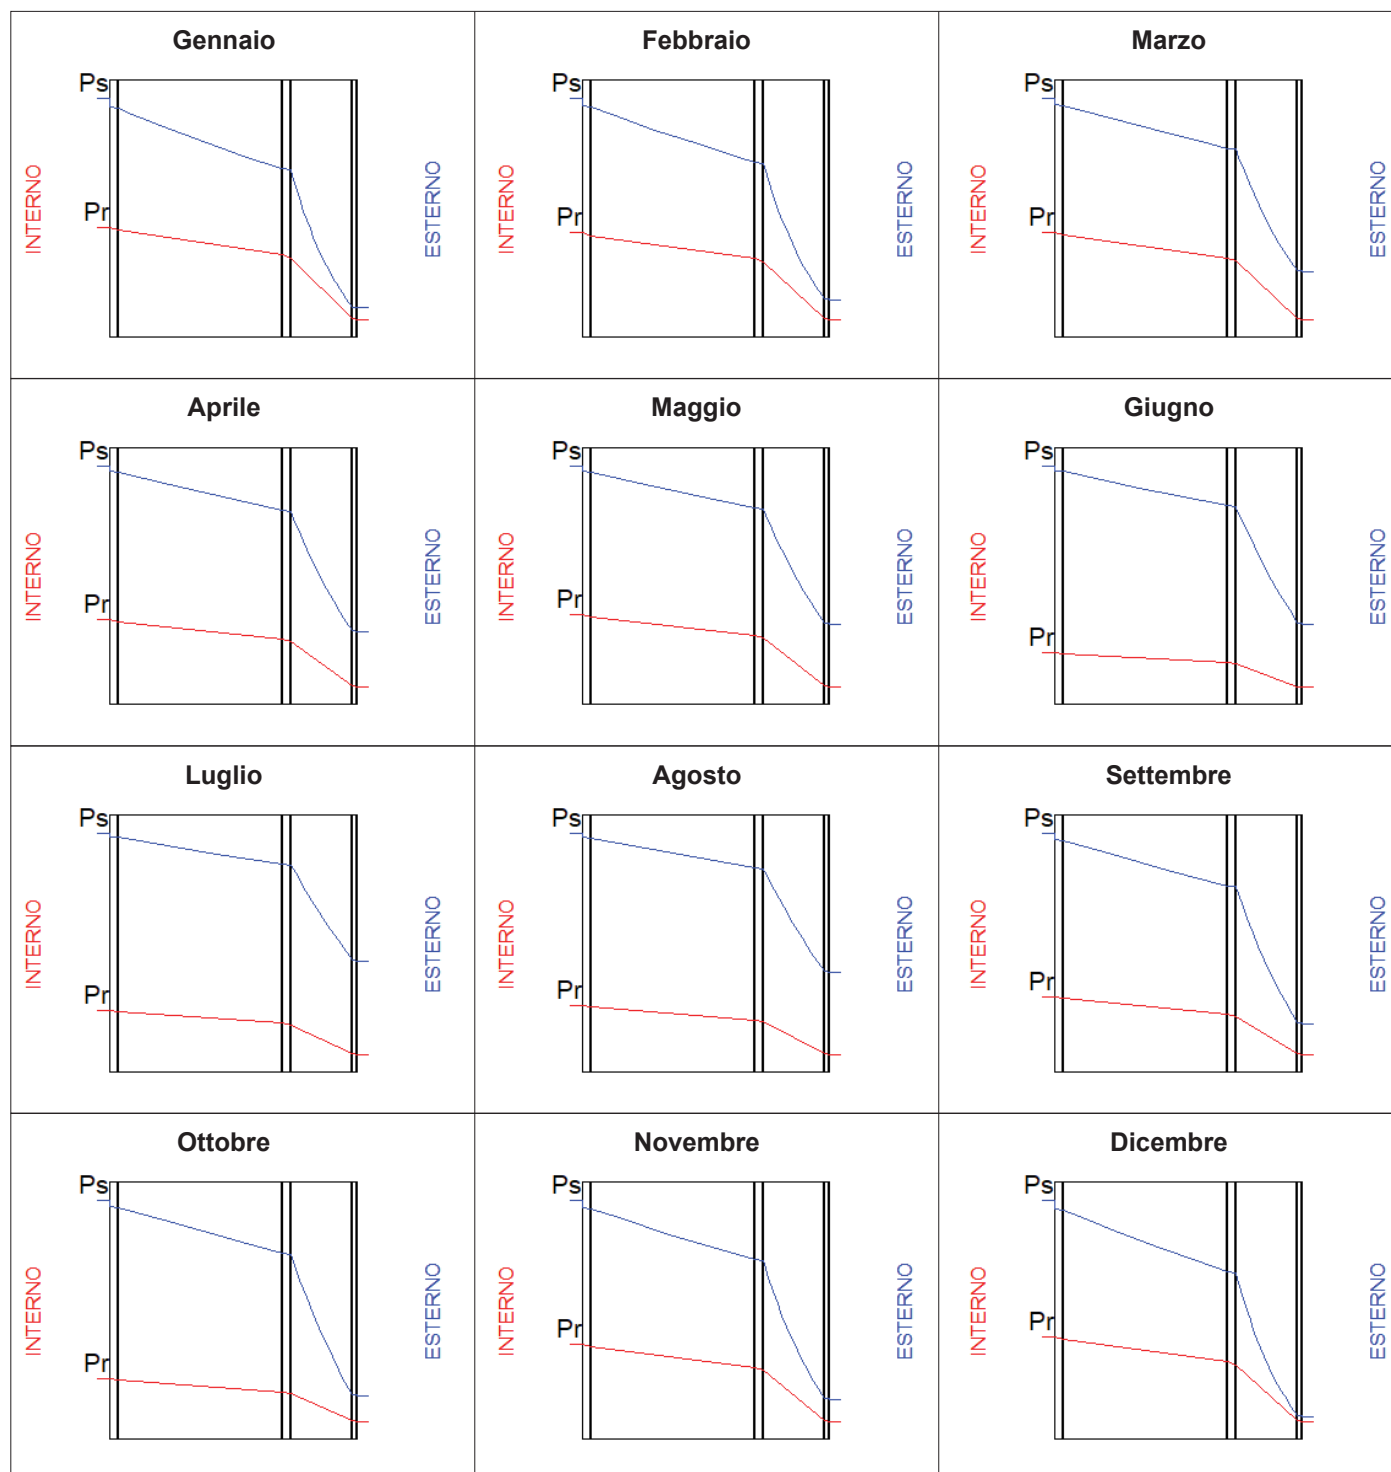 Gennaio
Ps
Pr
INTERNO
ESTERNO
Febbraio
Ps
Pr
INTERNO
ESTERNO
Marzo
Ps
Pr
INTERNO
ESTERNO
Aprile
Ps
Pr
INTERNO
ESTERNO
Maggio
Ps
Pr
INTERNO
ESTERNO
Giugno
Ps
Pr
INTERNO
ESTERNO
Luglio
Ps
Pr
INTERNO
ESTERNO
Agosto
Ps
Pr
INTERNO
ESTERNO
Settembre
Ps
Pr
INTERNO
ESTERNO
Ottobre
Ps
Pr
INTERNO
ESTERNO
Novembre
Ps
Pr
INTERNO
ESTERNO
Dicembre
Ps
Pr
INTERNO
ESTERNO